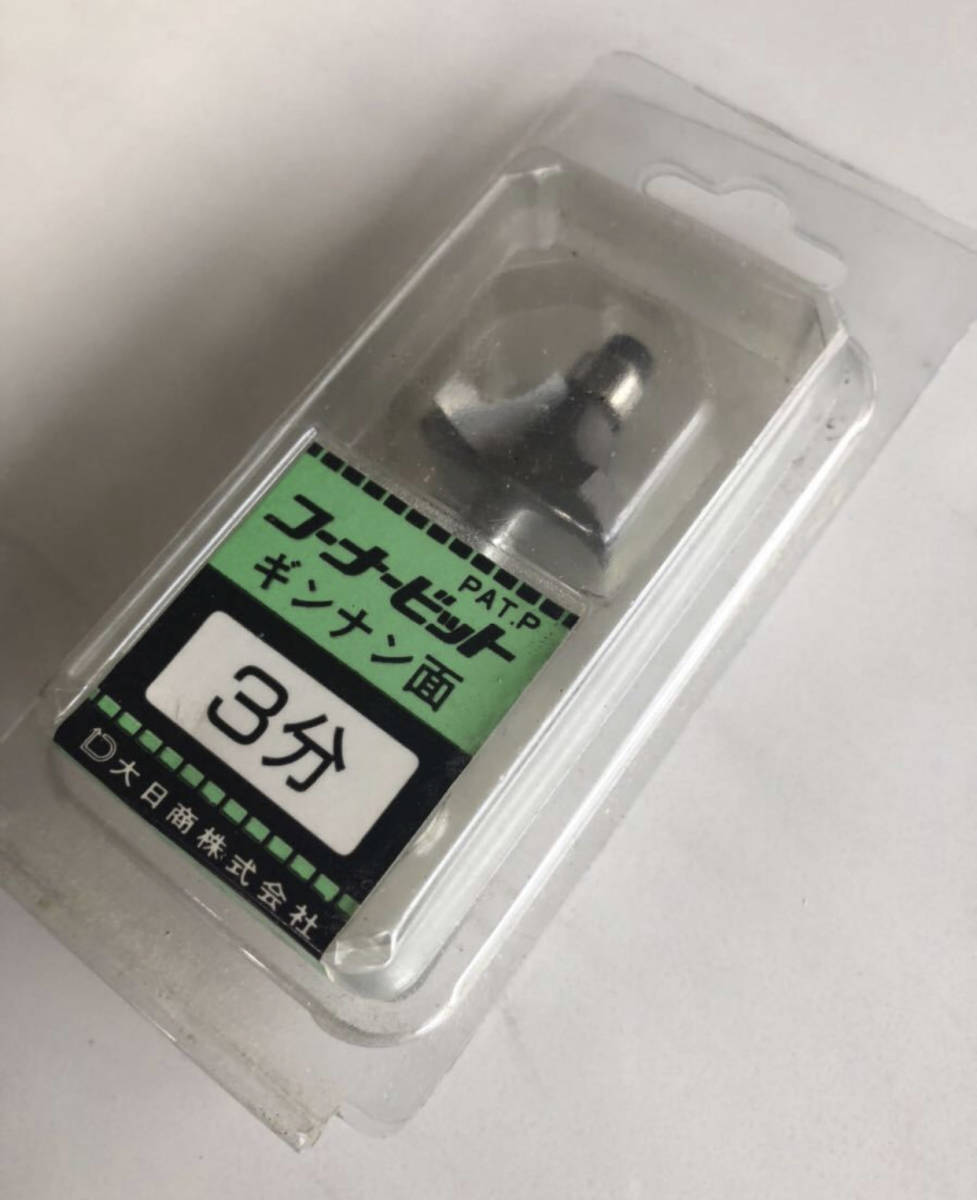 コーナービット
PAT.P
ギンナン面
3分
大日商株式会社